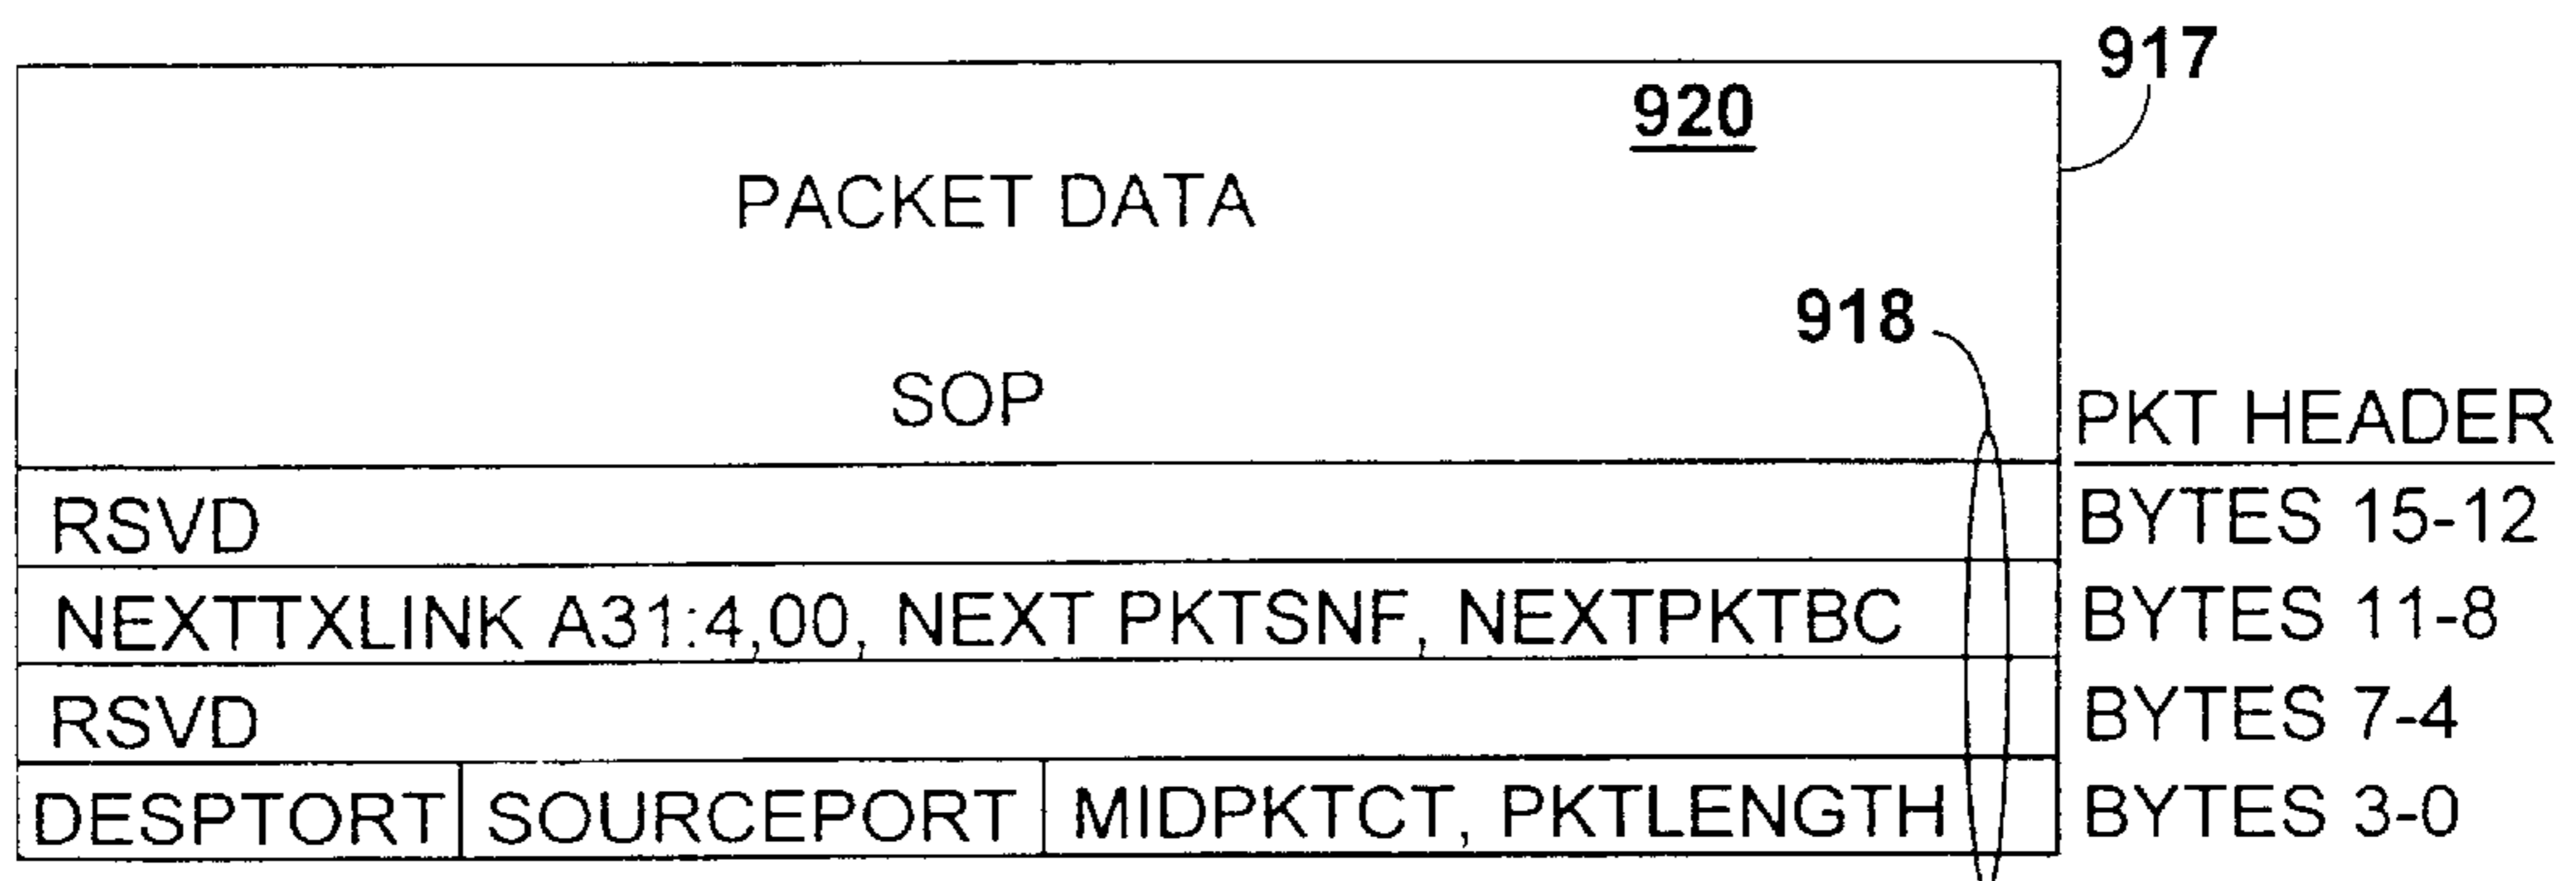 917
920
PACKET DATA
918
SOP
PKT HEADER
RSVD BYTES 15-12
NEXTTXLINK A31:4,00, NEXT PKTSNF, NEXTPKTBC BYTES 11-8
RSVD BYTES 7-4
DESPTORT SOURCEPORT MIDPKTCT, PKTLENGTH BYTES 3-0